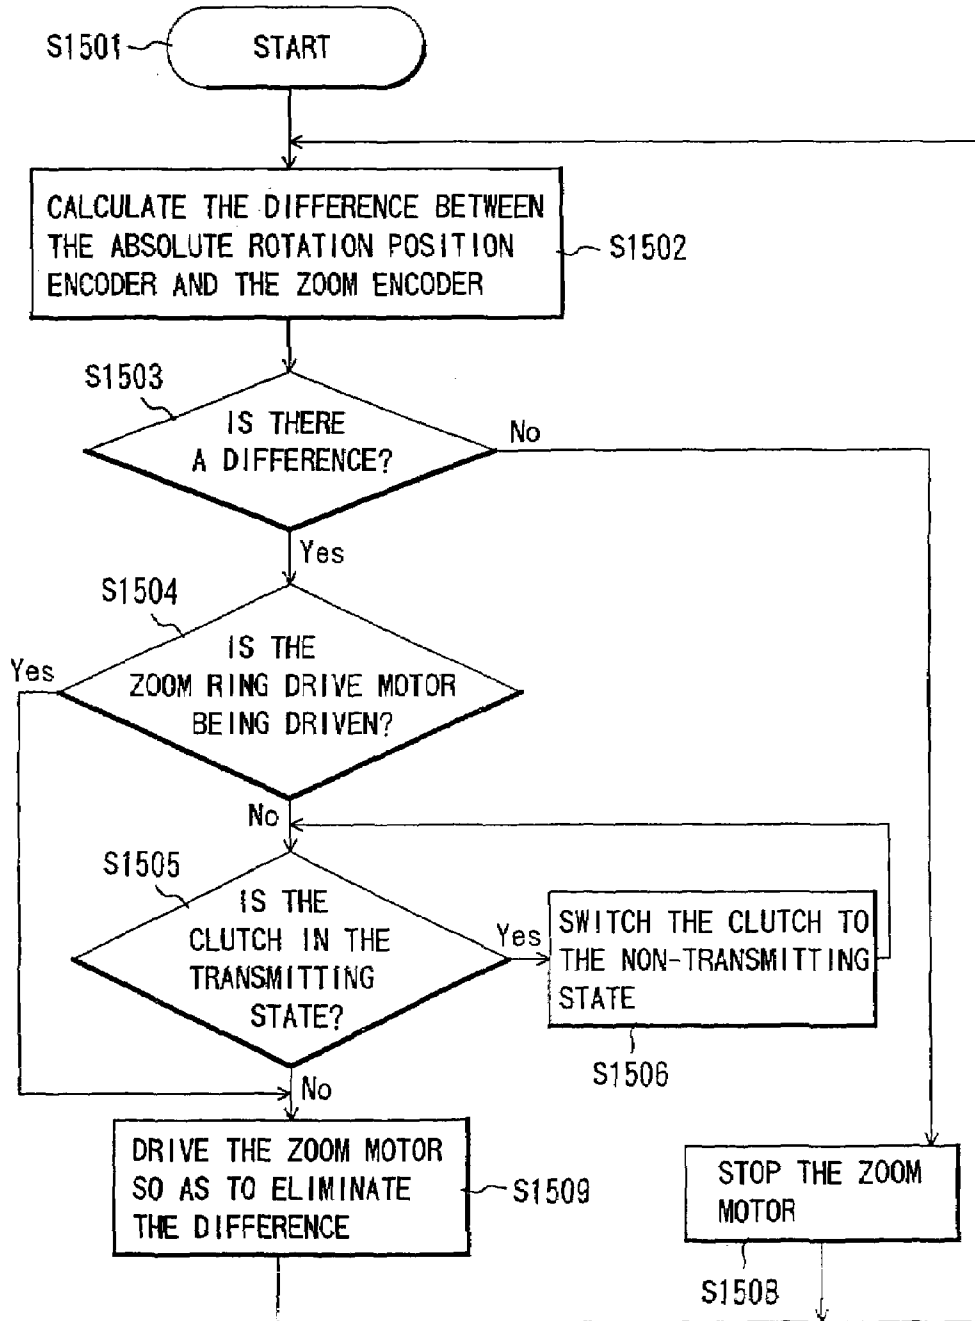 S1501
START
CALCULATE THE DIFFERENCE BETWEEN
THE ABSOLUTE ROTATION POSITION
ENCODER AND THE ZOOM ENCODER
S1502
S1503
IS THERE
A DIFFERENCE?
No
Yes
S1504
IS THE
ZOOM RING DRIVE MOTOR
BEING DRIVEN?
Yes
No
S1505
IS THE
CLUTCH IN THE
TRANSMITTING
STATE?
Yes
SWITCH THE CLUTCH TO
THE NON-TRANSMITTING
STATE
S1506
No
DRIVE THE ZOOM MOTOR
SO AS TO ELIMINATE
THE DIFFERENCE
S1509
STOP THE ZOOM
MOTOR
S1508